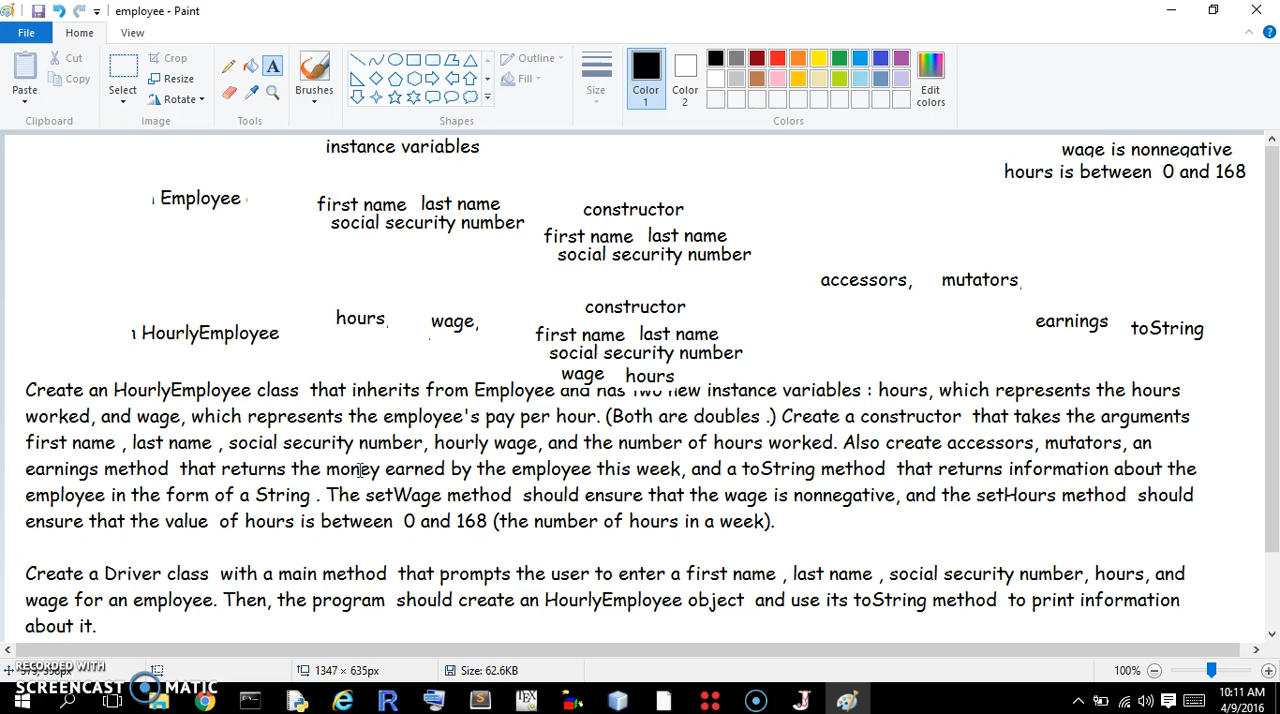 employee - Paint
File Home View
Paste
Cut
Copy
Clipboard
Select
Crop
Resize
Rotate
Image
A
Tools
Brushes
Outline
Fill
Shapes
Size
Color 1
Color 2
Edit colors
Colors
instance variables
wage is nonnegative
hours is between 0 and 168
Employee
first name last name
social security number
constructor
first name last name
social security number
accessors, mutators,
constructor
hours, wage,
earnings toString
HourlyEmployee
first name last name
social security number
wage hours
Create an HourlyEmployee class that inherits from Employee and has two new instance variables : hours, which represents the hours
worked, and wage, which represents the employee's pay per hour. (Both are doubles .) Create a constructor that takes the arguments
first name , last name , social security number, hourly wage, and the number of hours worked. Also create accessors, mutators, an
earnings method that returns the money earned by the employee this week, and a toString method that returns information about the
employee in the form of a String . The setWage method should ensure that the wage is nonnegative, and the setHours method should
ensure that the value of hours is between 0 and 168 (the number of hours in a week).
Create a Driver class with a main method that prompts the user to enter a first name , last name , social security number, hours, and
wage for an employee. Then, the program should create an HourlyEmployee object and use its toString method to print information
about it.
1347 × 635px
Size: 62.6KB
100%
RECORDED WITH
SCREENCAST MATIC
10:11 AM
4/9/2016